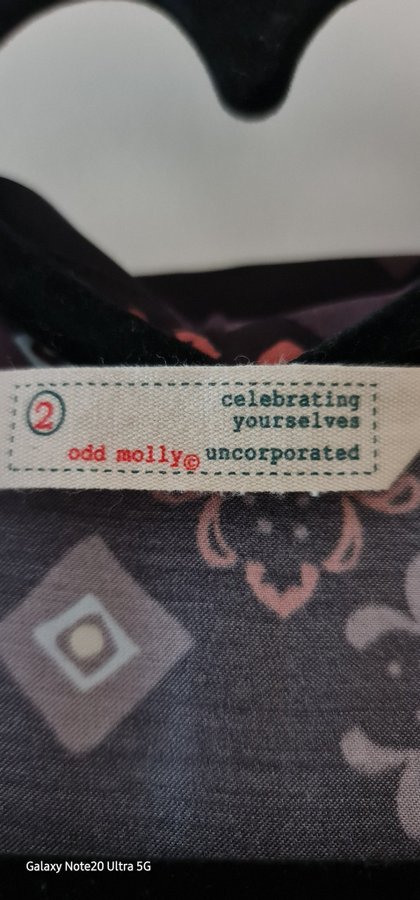 2
celebrating
yourselves
odd molly© uncorporated
Galaxy Note20 Ultra 5G